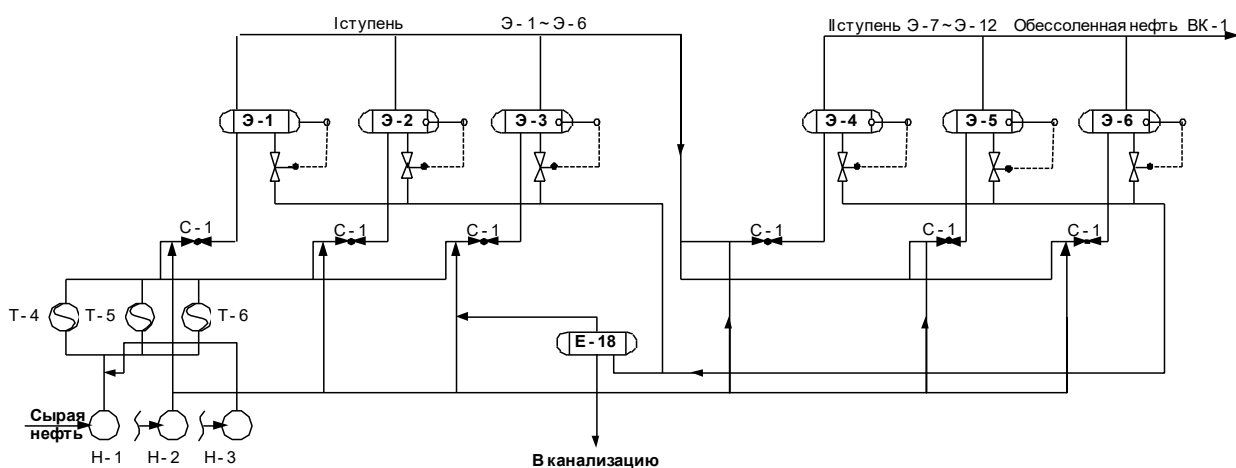 Iступень Э-1~Э-6 IIступень Э-7~Э-12 Обессоленная нефть ВК-1
Э-1 Э-2 Э-3 Э-4 Э-5 Э-6
С-1 С-1 С-1 С-1 С-1 С-1
Т-4 Т-5 Т-6
Е-18
Сырая
нефть
Н-1 Н-2 Н-3
В канализацию